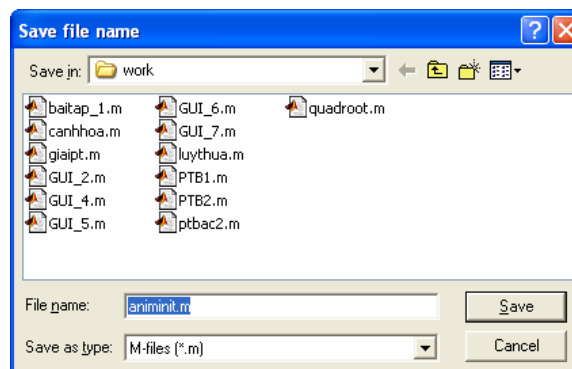 Save file name
Save in: work
baitap_1.m GUI_6.m quadroot.m
canhhoa.m GUI_7.m
giaipt.m luythua.m
GUI_2.m PTB1.m
GUI_4.m PTB2.m
GUI_5.m ptbac2.m
File name: animinit.m Save
Save as type: M-files (*.m) Cancel